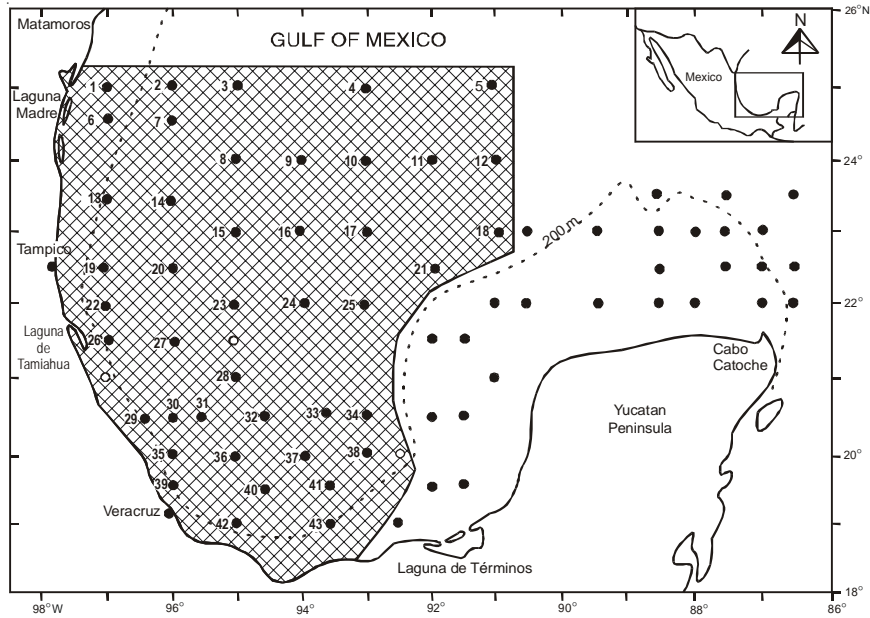 Matamoros
GULF OF MEXICO
N
26°N
Mexico
1 2 3 4 5
Laguna
Madre
6 7
8 9 10 11 12
24°
13 14
15 16 17 18
200 m
Tampico
19 20 21
22 23 24 25
22°
Laguna
de
Tamiahua
26 27
28
Cabo
Catoche
29 30 31 32 33 34
Yucatan
Peninsula
35 36 37 38
20°
39 40 41
Veracruz
42 43
Laguna de Términos
18°
98°W 96° 94° 92° 90° 88° 86°